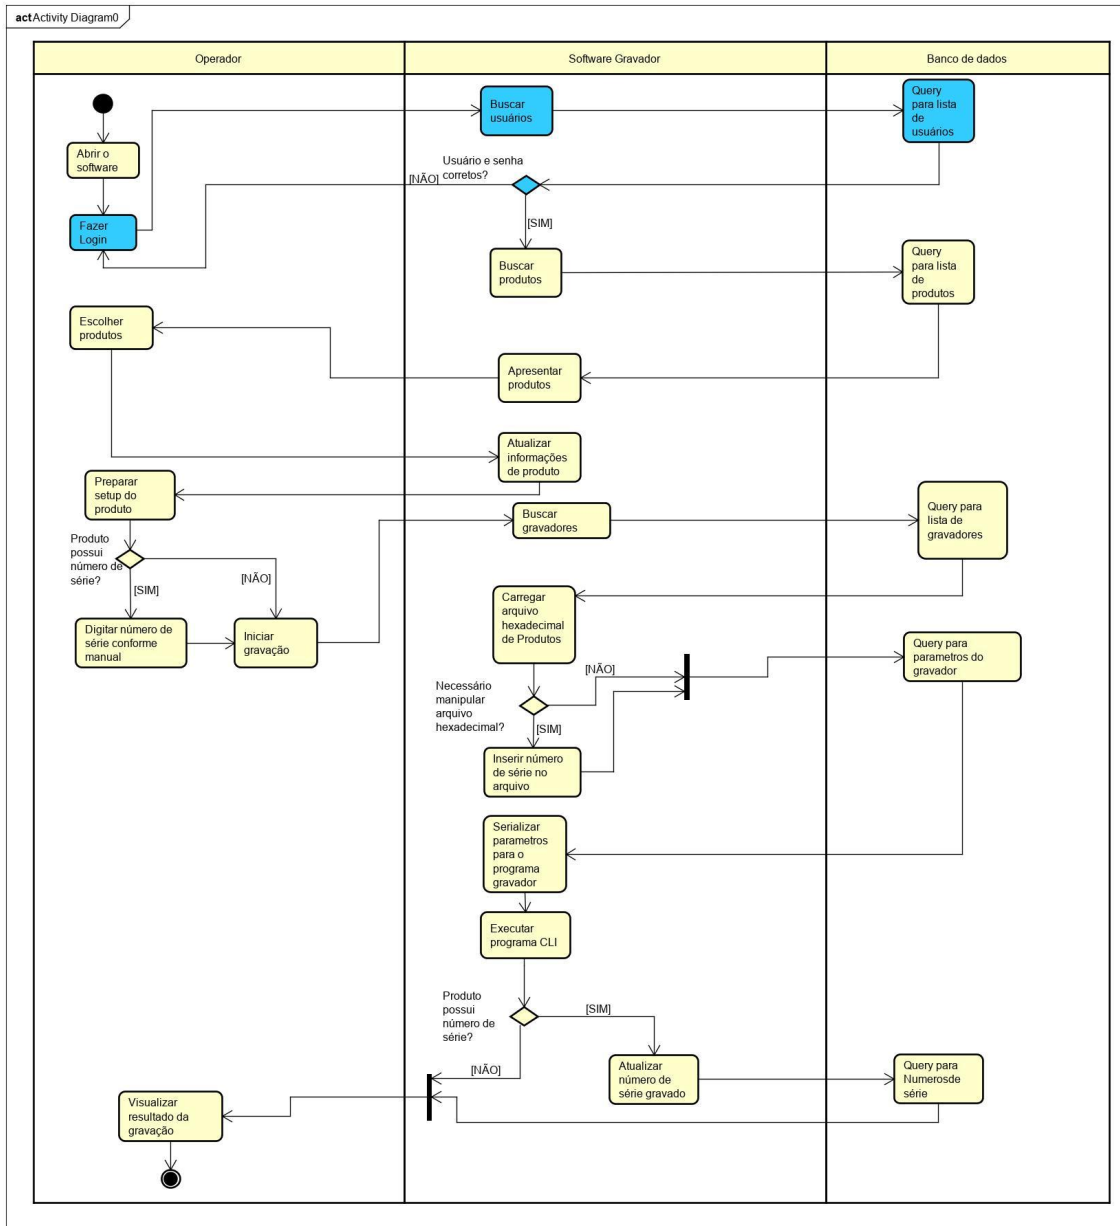 act Activity Diagram0
Operador
Software Gravador
Banco de dados
Buscar
usuários
Query
para lista
de
usuários
Abrir o
software
Usuário e senha
corretos?
[NÃO]
Fazer
Login
[SIM]
Buscar
produtos
Query
para lista
de
produtos
Escolher
produtos
Apresentar
produtos
Atualizar
informações
de produto
Preparar
setup do
produto
Buscar
gravadores
Query para
lista de
gravadores
Produto
possui
número de
série?
[NÃO]
[SIM]
Carregar
arquivo
hexadecimal
de Produtos
Digitar número de
série conforme
manual
Iniciar
gravação
Query para
parametros do
gravador
[NÃO]
Necessário
manipular
arquivo
hexadecimal?
[SIM]
Inserir número
de série no
arquivo
Serializar
parametros
para o
programa
gravador
Executar
programa CLI
Produto
possui
número de
série?
[SIM]
[NÃO]
Atualizar
número de
série gravado
Query para
Numerosde
série
Visualizar
resultado da
gravação